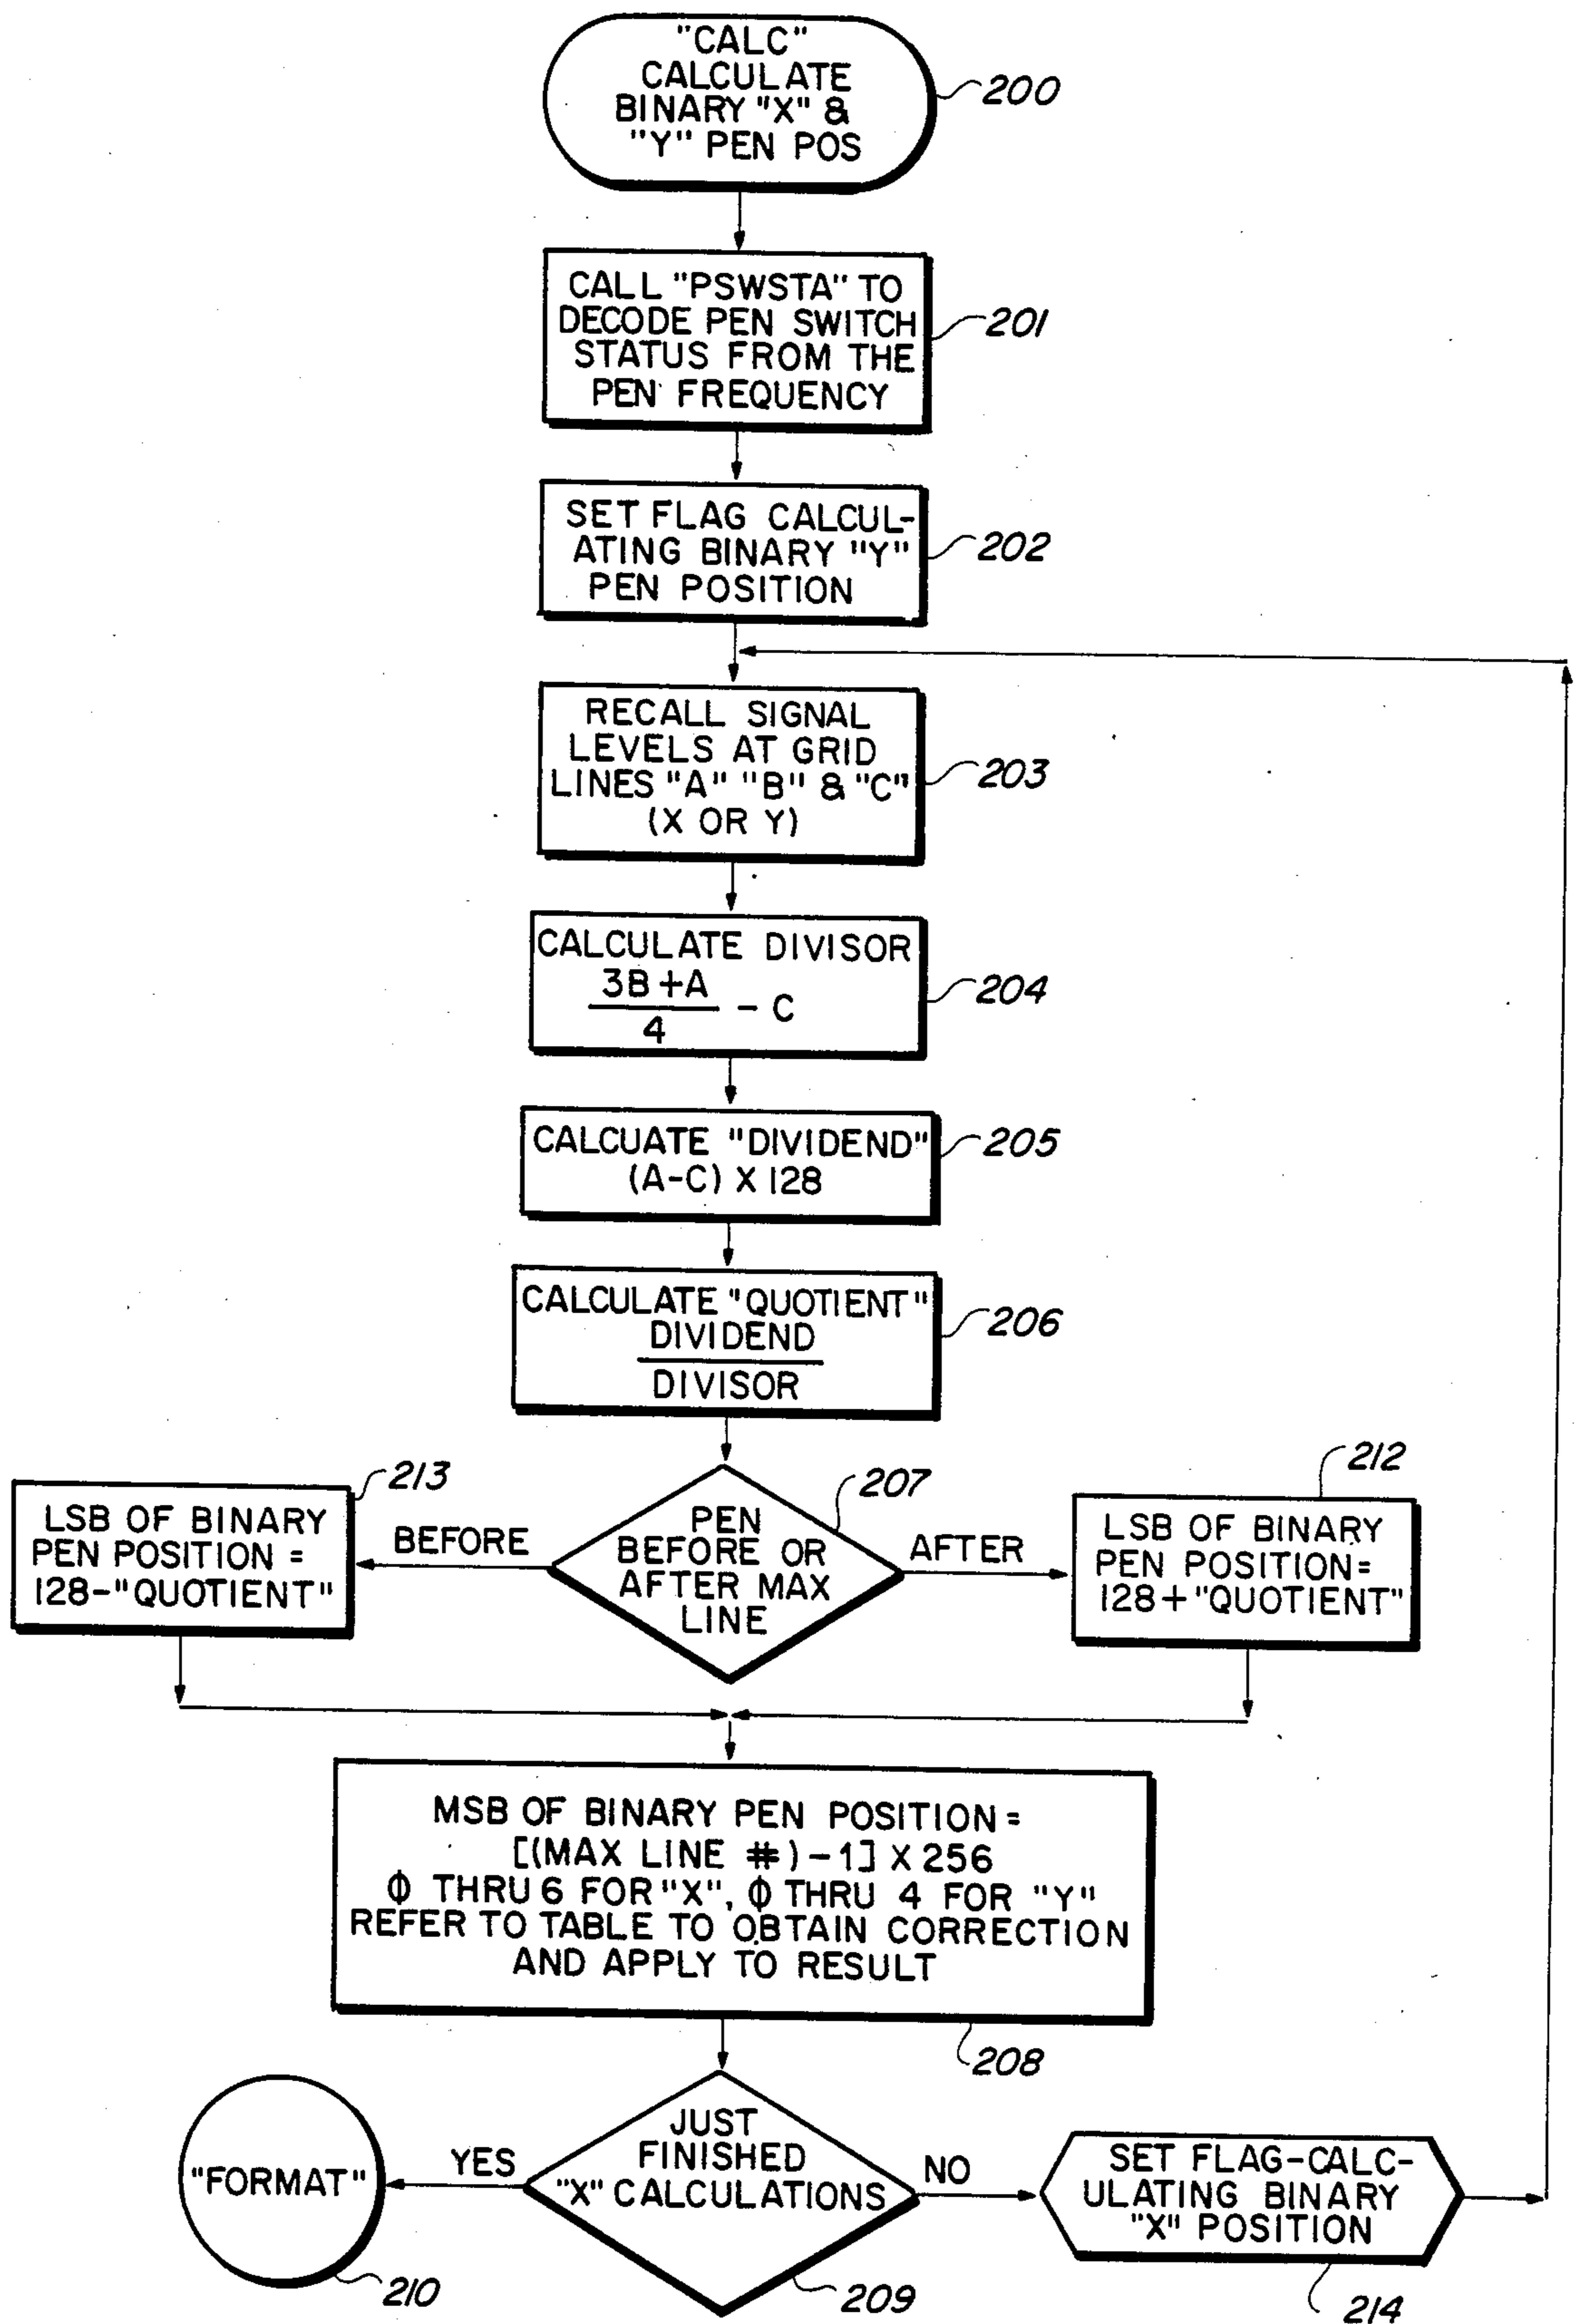 "CALC"
CALCULATE
BINARY "X" &
"Y" PEN POS
200
CALL "PSWSTA" TO
DECODE PEN SWITCH
STATUS FROM THE
PEN FREQUENCY
201
SET FLAG CALCUL-
ATING BINARY "Y"
PEN POSITION
202
RECALL SIGNAL
LEVELS AT GRID
LINES "A" "B" & "C"
(X OR Y)
203
CALCULATE DIVISOR
3B+A
4
- C
204
CALCUATE "DIVIDEND"
(A-C) X 128
205
CALCULATE "QUOTIENT"
DIVIDEND
DIVISOR
206
PEN
BEFORE OR
AFTER MAX
LINE
207
BEFORE
AFTER
LSB OF BINARY
PEN POSITION =
128-"QUOTIENT"
213
LSB OF BINARY
PEN POSITION=
128+"QUOTIENT"
212
MSB OF BINARY PEN POSITION=
[(MAX LINE #)-1] X 256
ϕ THRU 6 FOR "X", ϕ THRU 4 FOR "Y"
REFER TO TABLE TO OBTAIN CORRECTION
AND APPLY TO RESULT
208
JUST
FINISHED
"X" CALCULATIONS
209
YES
NO
"FORMAT"
210
SET FLAG-CALC-
ULATING BINARY
"X" POSITION
214